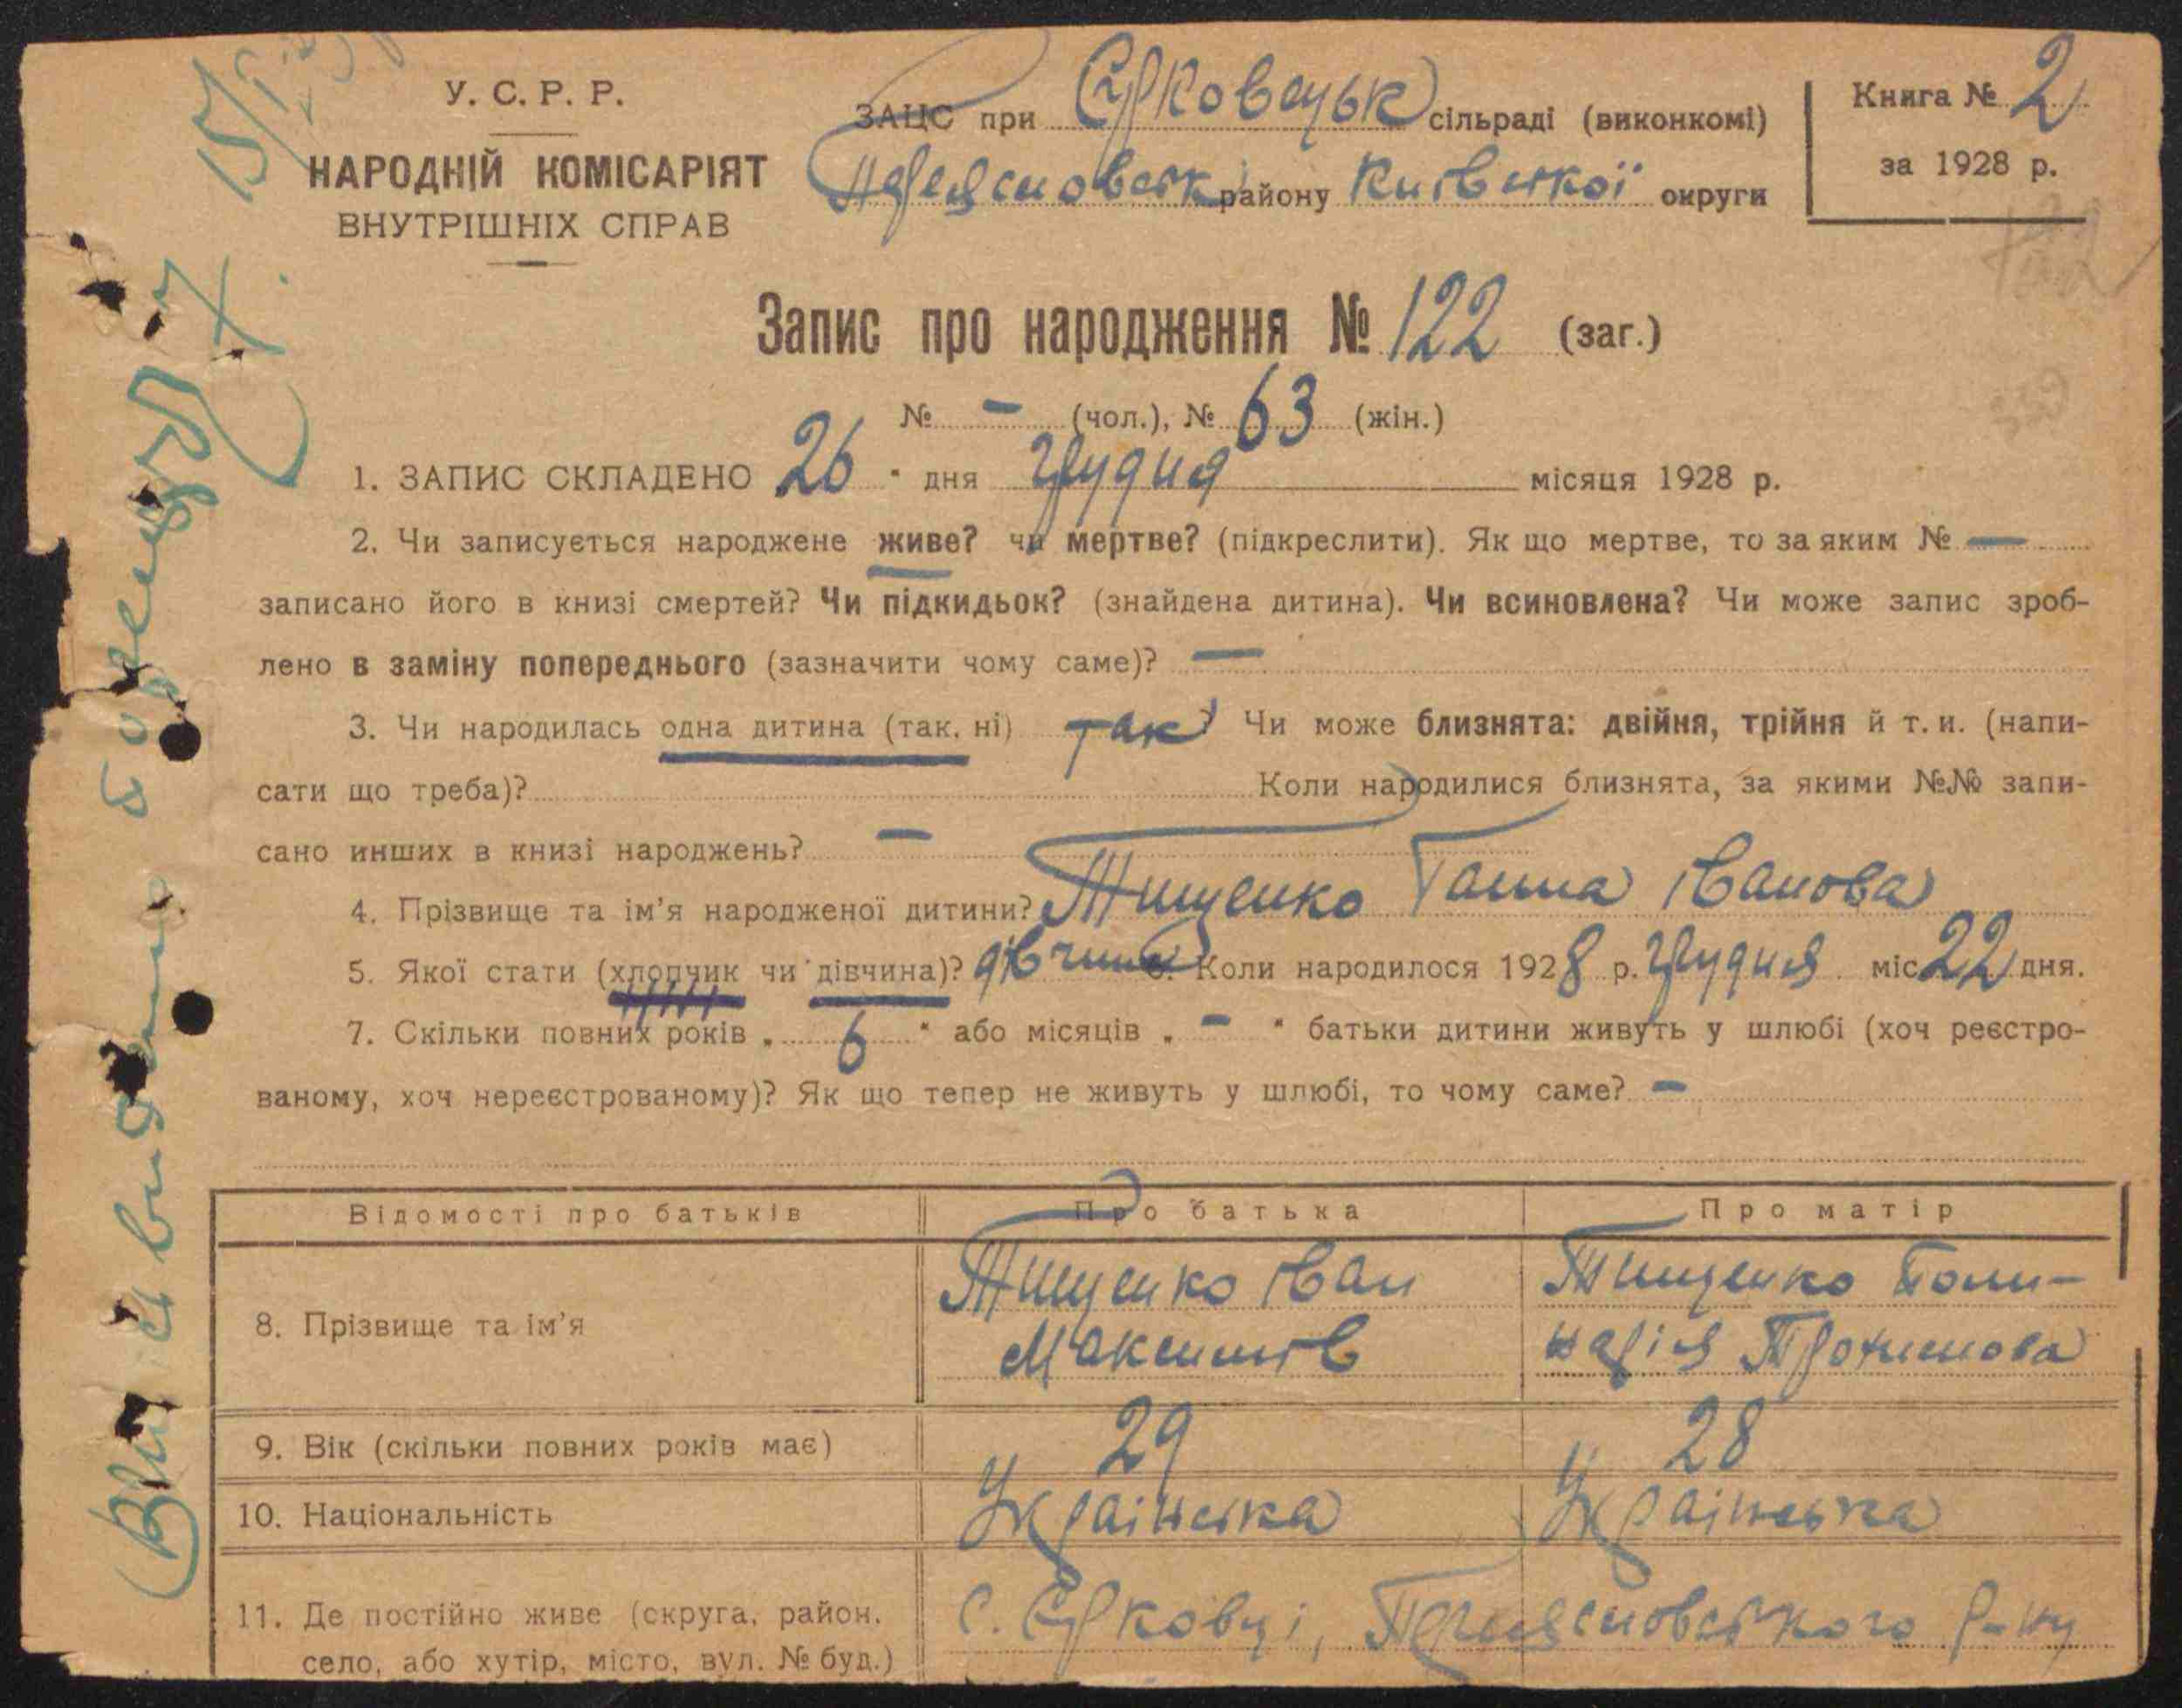 У. С. Р. Р.
НАРОДНІЙ КОМІСАРІЯТ
ВНУТРІШНІХ СПРАВ
ЗАЦС при Єрковецьк сільраді (виконкомі)
Переясловськ району Київської округи
Книга № 2
за 1928 р.
Запис про народження № 122 (заг.)
№ — (чол.), № 63 (жін.)
1. ЗАПИС СКЛАДЕНО 26 " дня грудня місяця 1928 р.
2. Чи записується народжене живе? чи мертве? (підкреслити). Як що мертве, то за яким № —
записано його в книзі смертей? Чи підкидьок? (знайдена дитина). Чи всиновлена? Чи може запис зроб-
лено в заміну попереднього (зазначити чому саме)? —
3. Чи народилась одна дитина (так, ні) так Чи може близнята: двійня, трійня й т. и. (напи-
сати що треба)? Коли народилися близнята, за якими №№ запи-
сано инших в книзі народжень? —
4. Прізвище та ім'я народженої дитини? Тищенко Ганна Іванова
5. Якої стати (хлопчик чи дівчина)? дівчина 6. Коли народилося 1928 р. грудня міс 22 дня.
7. Скільки повних років „ 6 " або місяців „ — " батьки дитини живуть у шлюбі (хоч реєстро-
ваному, хоч нереєстрованому)? Як що тепер не живуть у шлюбі, то чому саме? —
Відомості про батьків Про батька Про матір
8. Прізвище та ім'я
Тищенко Іван
Максимів
Тищенко
Трохимова
9. Вік (скільки повних років має) 29 28
10. Національність Українська Українська
11. Де постійно живе (округа, район,
село, або хутір, місто, вул. № буд.)
с. Єрковці, Переясловського р-ну